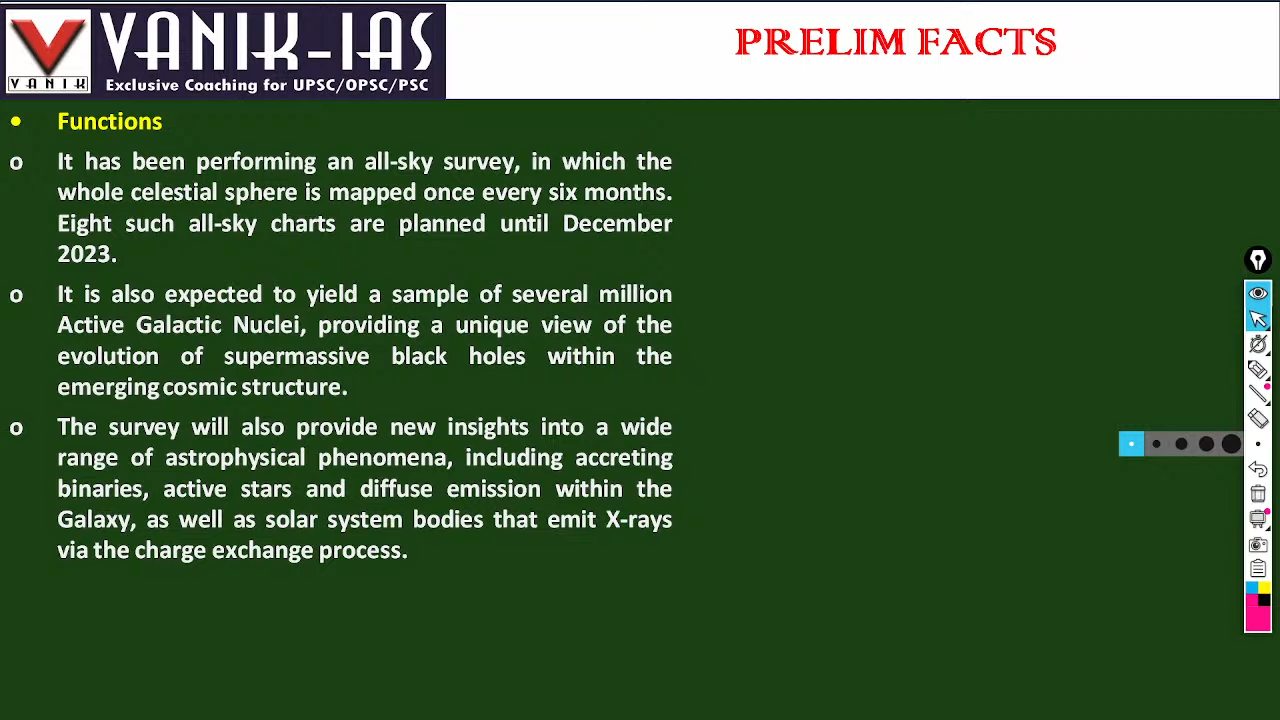 VANIK-IAS
VANIK
Exclusive Coaching for UPSC/OPSC/PSC
PRELIM FACTS
• Functions
o It has been performing an all-sky survey, in which the
whole celestial sphere is mapped once every six months.
Eight such all-sky charts are planned until December
2023.
o It is also expected to yield a sample of several million
Active Galactic Nuclei, providing a unique view of the
evolution of supermassive black holes within the
emerging cosmic structure.
o The survey will also provide new insights into a wide
range of astrophysical phenomena, including accreting
binaries, active stars and diffuse emission within the
Galaxy, as well as solar system bodies that emit X-rays
via the charge exchange process.